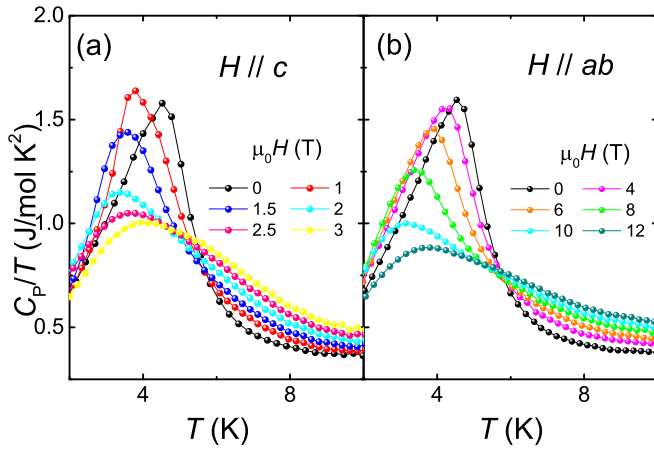 (a)
H // c
μ₀H (T)
0 1
1.5 2
2.5 3
(b)
H // ab
μ₀H (T)
0 4
6 8
10 12
2.0
1.5
1.0
0.5
C_P/T (J/mol K²)
4 8 4 8
T (K) T (K)